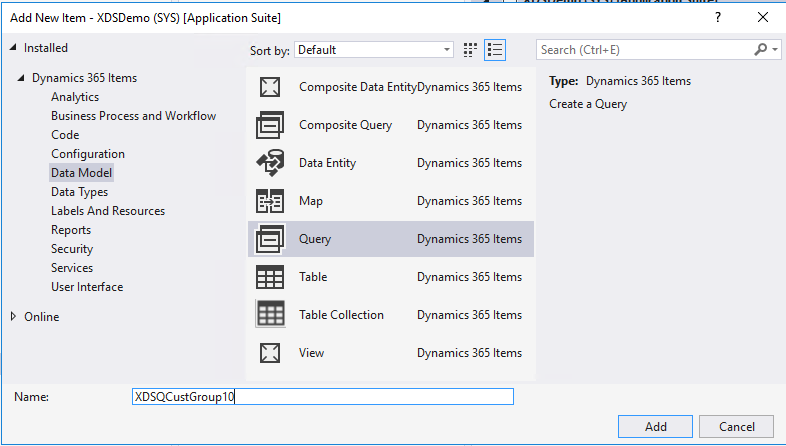 Add New Item - XDSDemo (SYS) [Application Suite]
Installed
Dynamics 365 Items
Analytics
Business Process and Workflow
Code
Configuration
Data Model
Data Types
Labels And Resources
Reports
Security
Services
User Interface
Online
Sort by: Default
Composite Data Entity Dynamics 365 Items
Composite Query Dynamics 365 Items
Data Entity Dynamics 365 Items
Map Dynamics 365 Items
Query Dynamics 365 Items
Table Dynamics 365 Items
Table Collection Dynamics 365 Items
View Dynamics 365 Items
Search (Ctrl+E)
Type: Dynamics 365 Items
Create a Query
Name: XDSQCustGroup10
Add Cancel